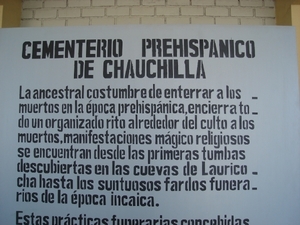 CEMENTERIO PREHISPANICO
DE CHAUCHILLA
La ancestral costumbre de enterrar a los _
muertos en la época prehispánica, encierra to_
do un organizado rito alrededor del culto a los
muertos, manifestaciones mágico religiosos
se encuentran desde las primeras tumbas
descubiertas en las cuevas de Laurico_
cha hasta los suntuosos fardos funera_
rios de la época incaica.
Estas prácticas funerarias concebidas